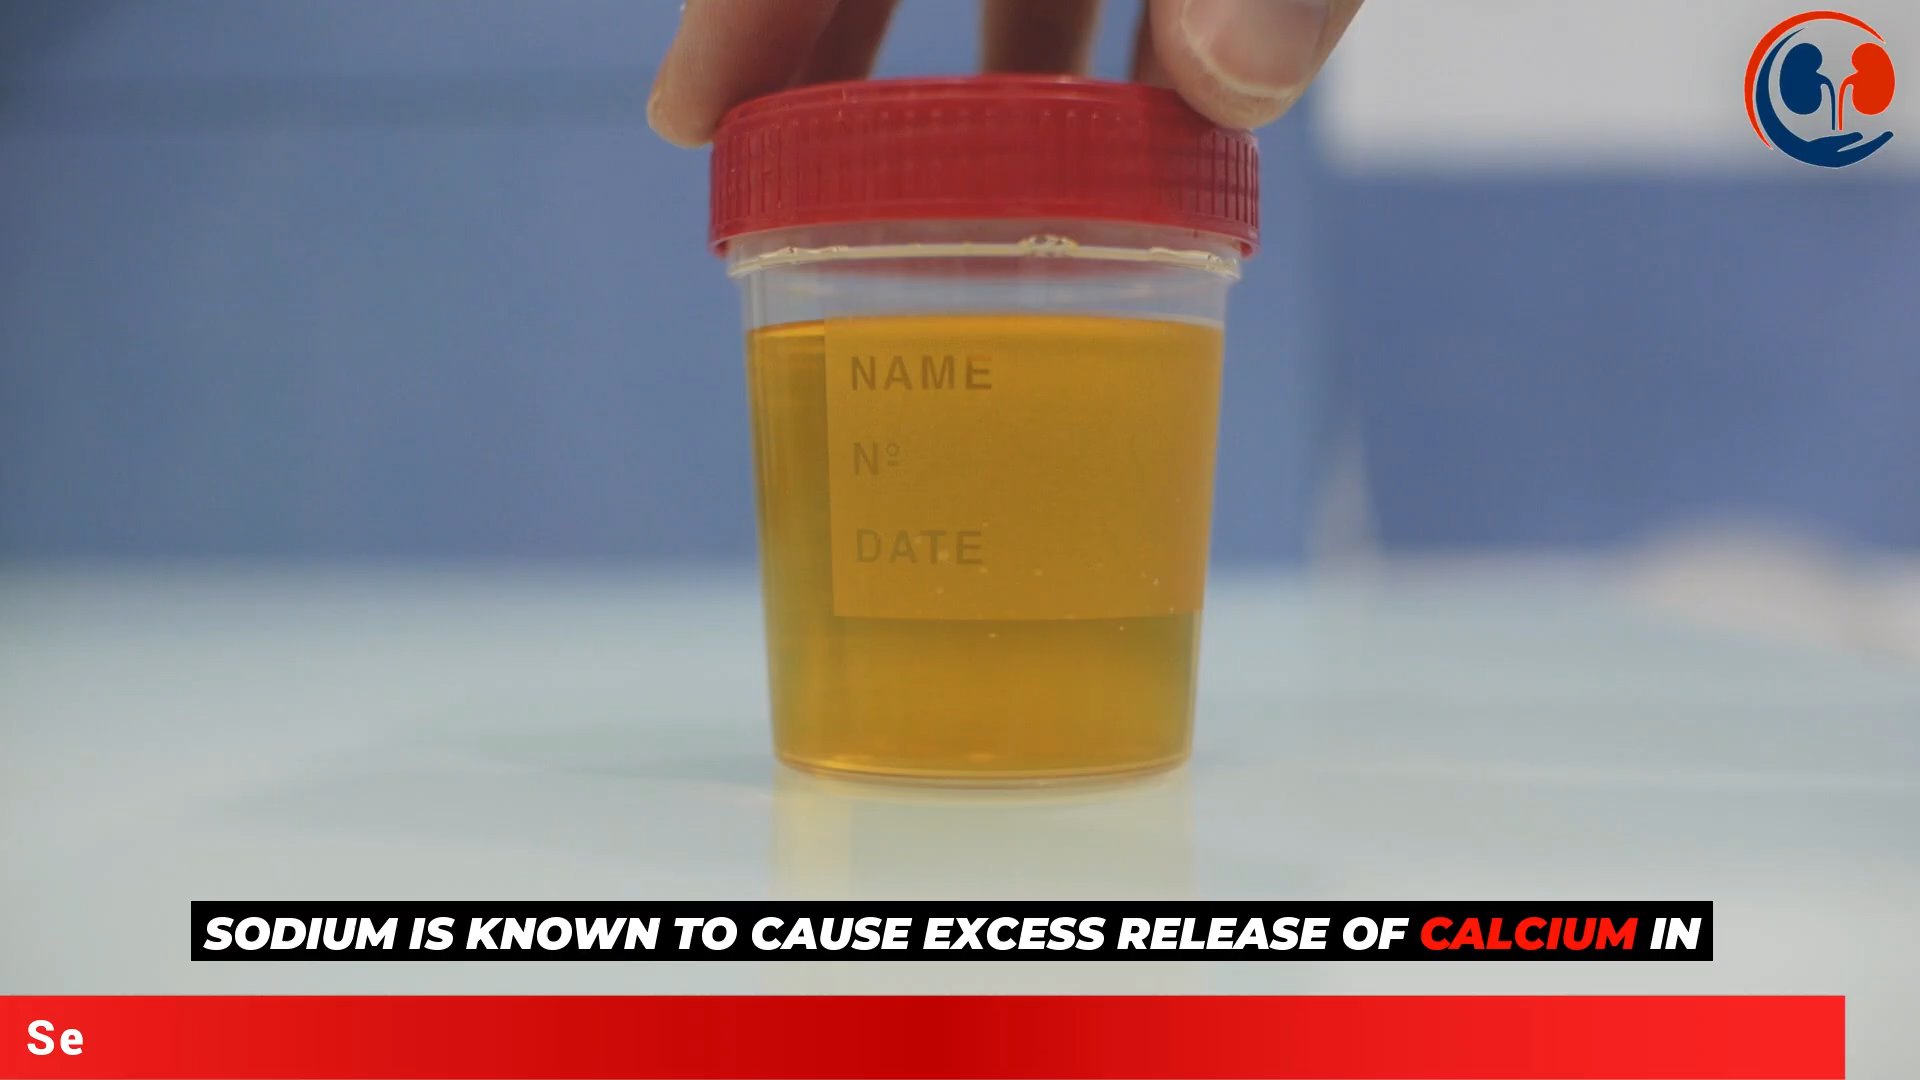 NAME
Nº
DATE
SODIUM IS KNOWN TO CAUSE EXCESS RELEASE OF CALCIUM IN
Se